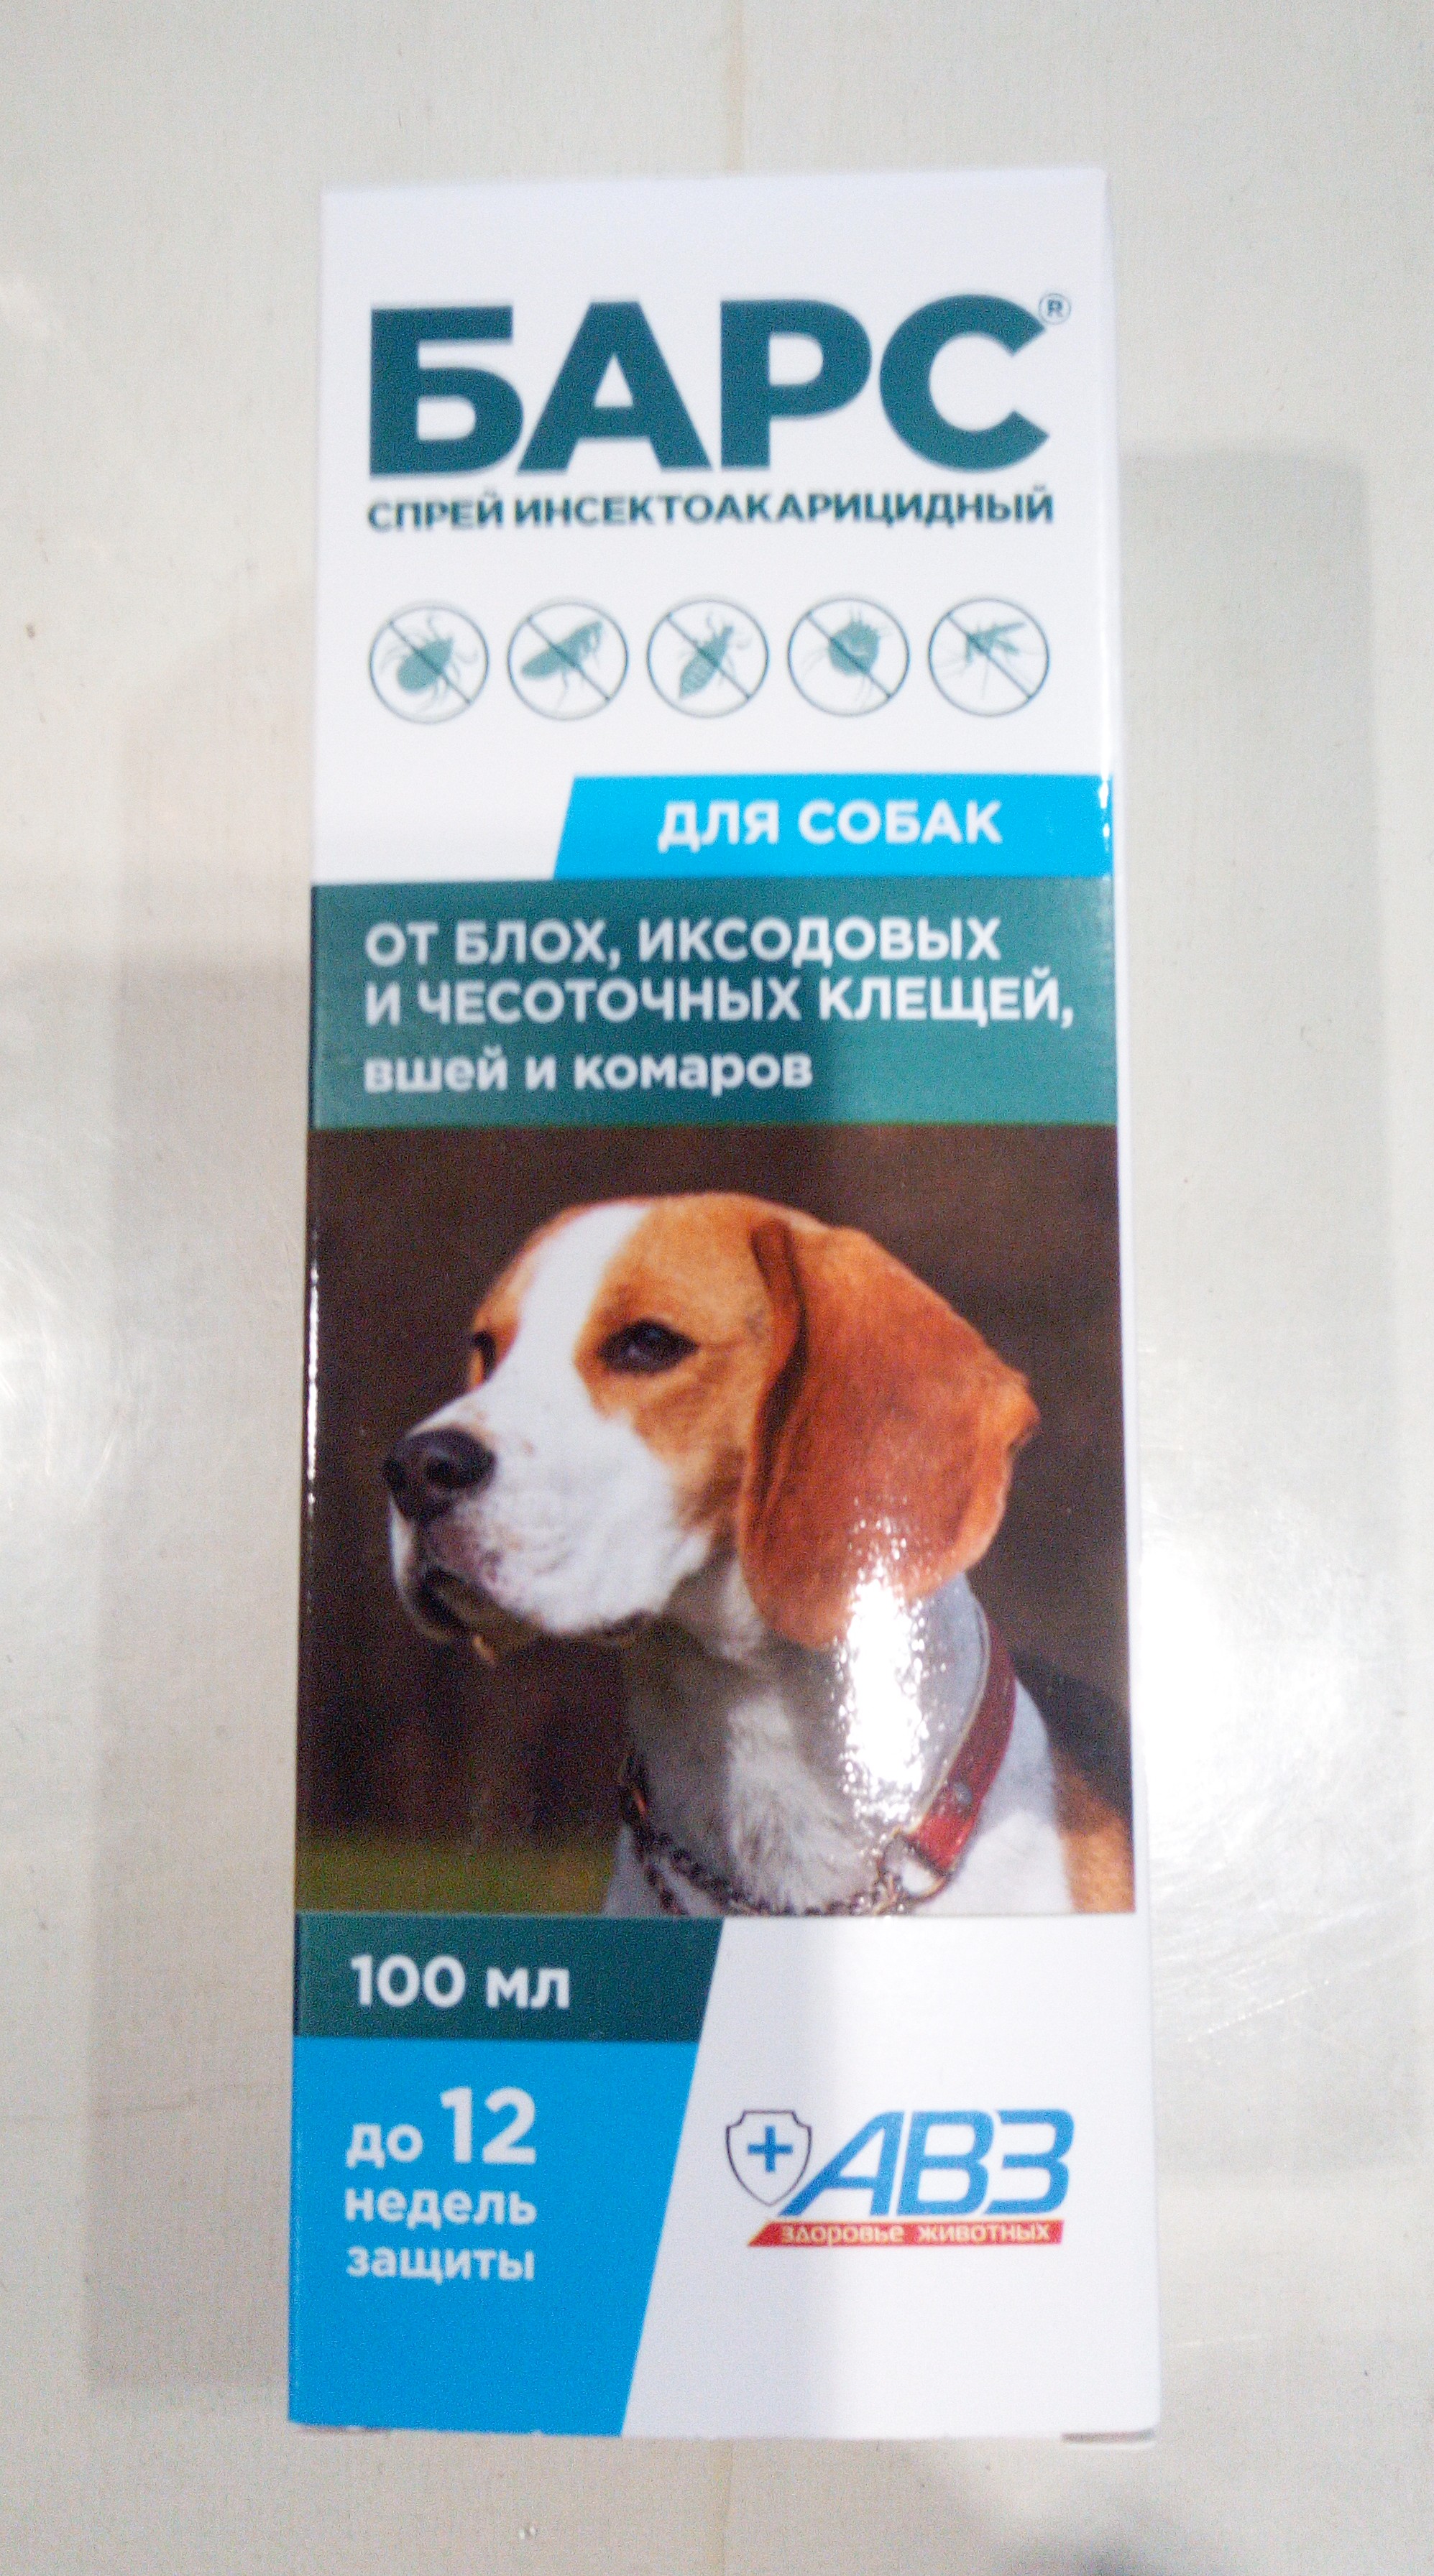 БАРС®
СПРЕЙ ИНСЕКТОАКАРИЦИДНЫЙ
ДЛЯ СОБАК
ОТ БЛОХ, ИКСОДОВЫХ
И ЧЕСОТОЧНЫХ КЛЕЩЕЙ,
вшей и комаров
100 мл
до 12
недель
защиты
АВЗ
здоровье животных